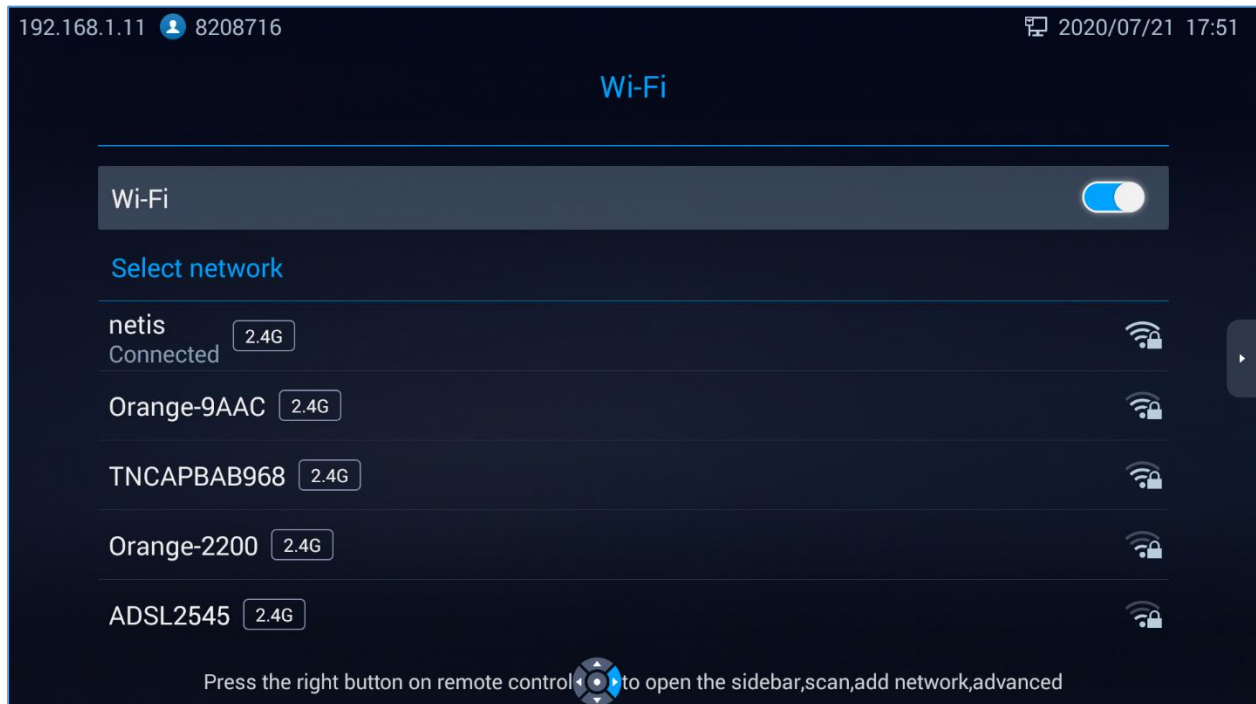 192.168.1.11 8208716 2020/07/21 17:51
Wi-Fi
Wi-Fi
Select network
netis 2.4G
Connected
Orange-9AAC 2.4G
TNCAPBAB968 2.4G
Orange-2200 2.4G
ADSL2545 2.4G
Press the right button on remote control to open the sidebar,scan,add network,advanced